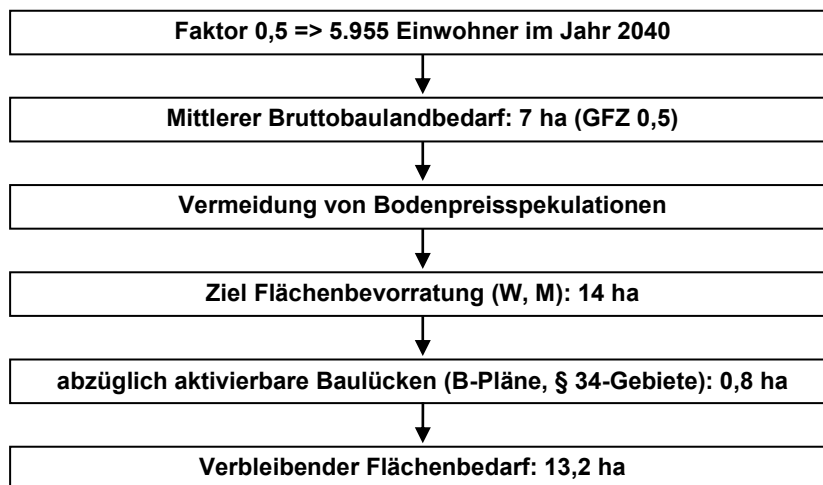 Faktor 0,5 => 5.955 Einwohner im Jahr 2040
Mittlerer Bruttobaulandbedarf: 7 ha (GFZ 0,5)
Vermeidung von Bodenpreisspekulationen
Ziel Flächenbevorratung (W, M): 14 ha
abzüglich aktivierbare Baulücken (B-Pläne, § 34-Gebiete): 0,8 ha
Verbleibender Flächenbedarf: 13,2 ha